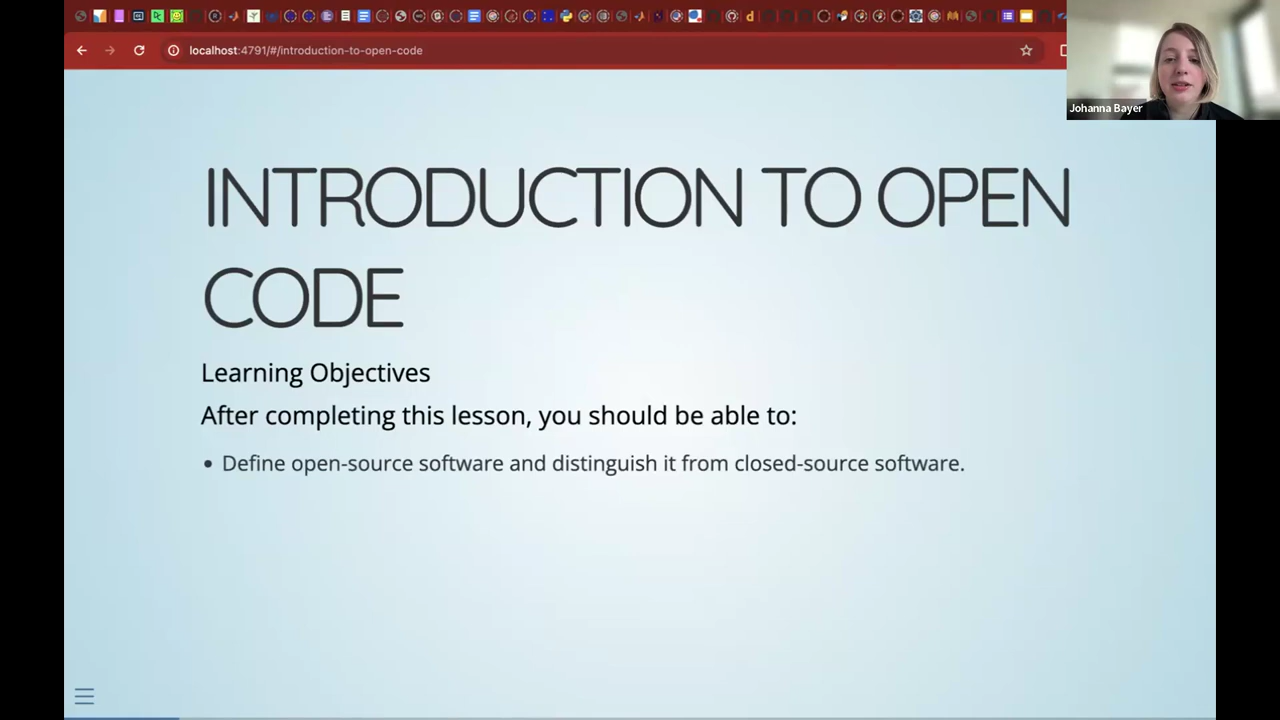 localhost:4791/#/introduction-to-open-code
Johanna Bayer
INTRODUCTION TO OPEN
CODE
Learning Objectives
After completing this lesson, you should be able to:
• Define open-source software and distinguish it from closed-source software.